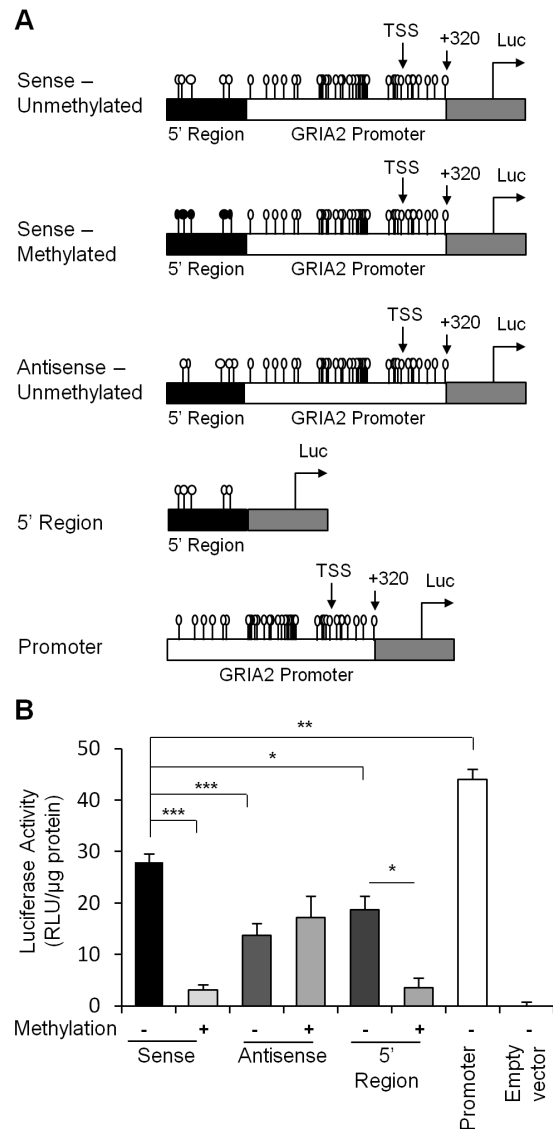 A
TSS
+320
Luc
Sense –
Unmethylated
5' Region
GRIA2 Promoter
TSS
+320
Luc
Sense –
Methylated
5' Region
GRIA2 Promoter
TSS
+320
Luc
Antisense –
Unmethylated
5' Region
GRIA2 Promoter
Luc
5' Region
5' Region
TSS
+320
Luc
Promoter
GRIA2 Promoter
B
**
*
***
***
*
Luciferase Activity
(RLU/µg protein)
50
40
30
20
10
0
Methylation - + - + - + - -
Sense
Antisense
5'
Region
Promoter
Empty
vector